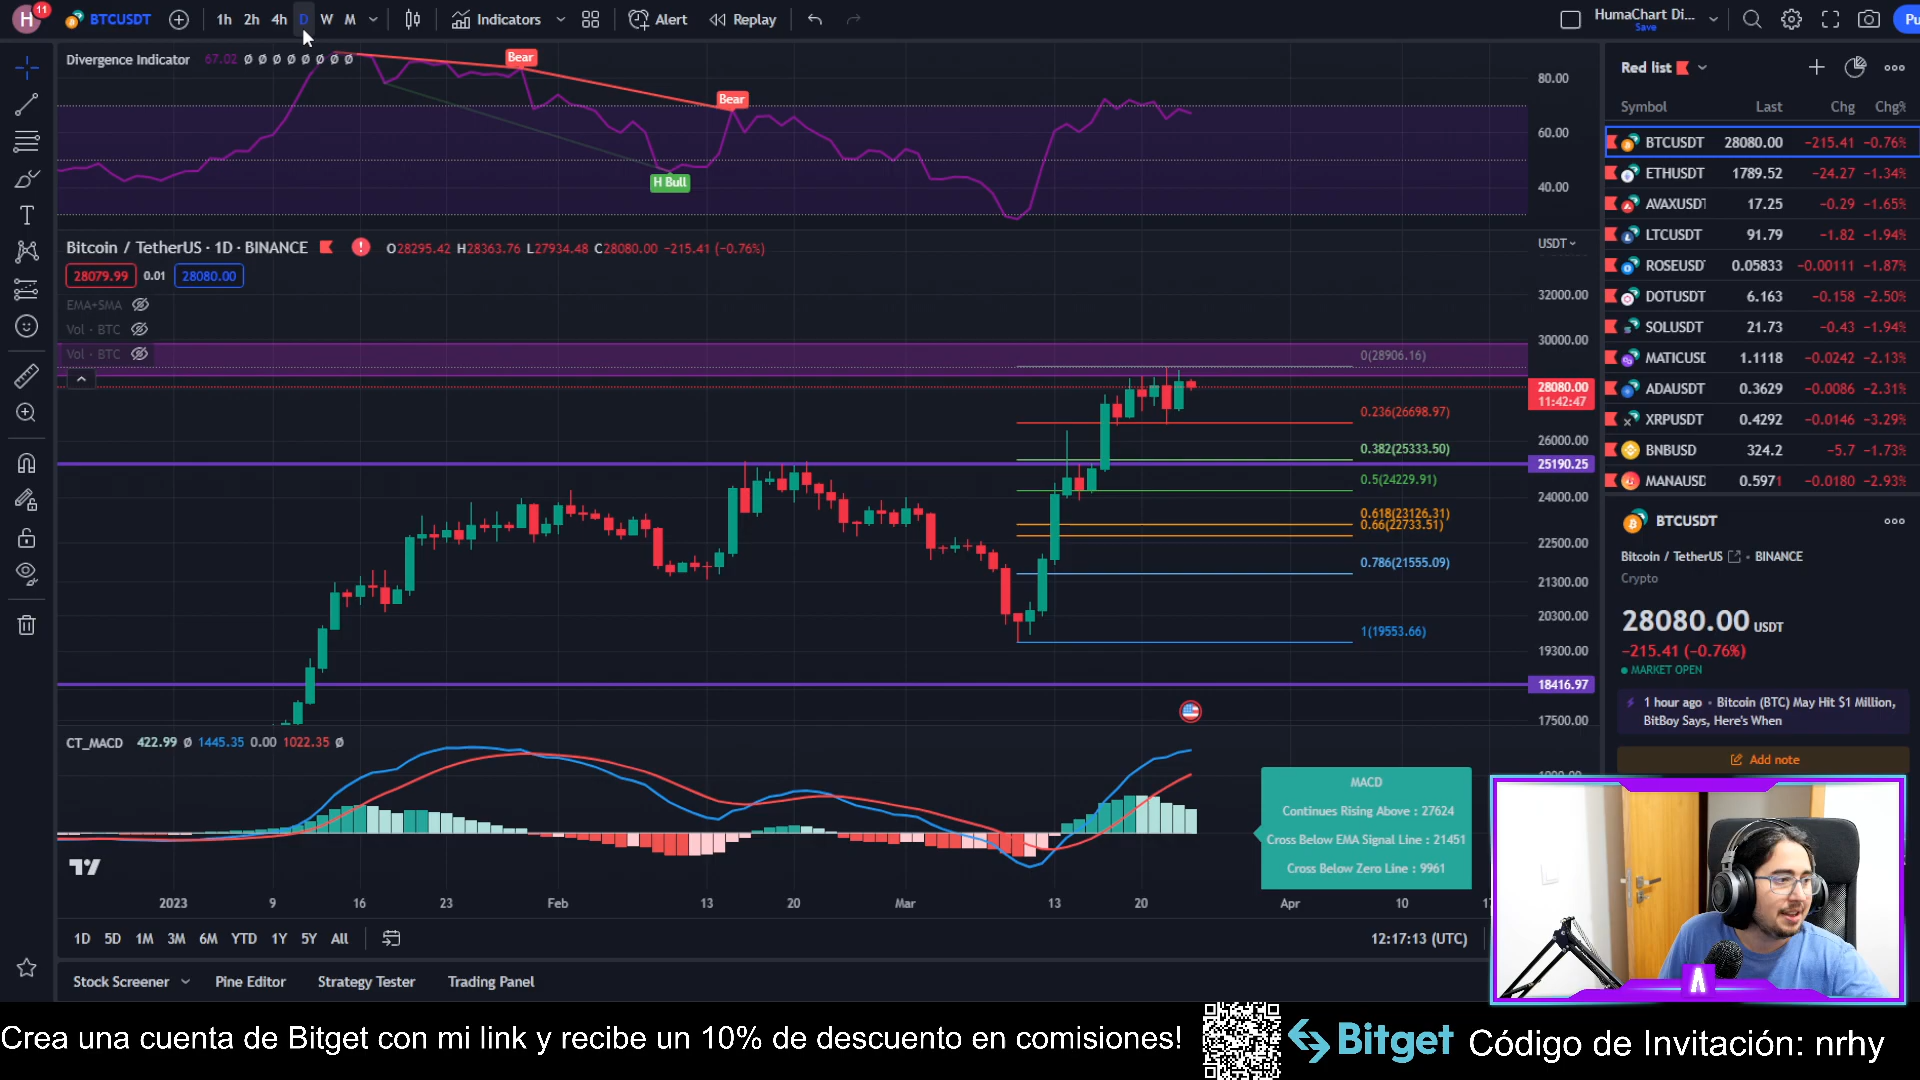 H 11 BTCUSDT 1h 2h 4h D W M Indicators Alert Replay HumaChart Di... Save Pu
Divergence Indicator 67.02 Ø Ø Ø Ø Ø Ø Ø Ø
Bear
Bear
H Bull
80.00
60.00
40.00
Bitcoin / TetherUS · 1D · BINANCE O28295.42 H28363.76 L27934.48 C28080.00 −215.41 (−0.76%)
USDT
28079.99 0.01 28080.00
EMA+SMA
Vol · BTC
Vol · BTC
32000.00
30000.00
28080.00
11:42:47
26000.00
25190.25
24000.00
22500.00
21300.00
20300.00
19300.00
18416.97
17500.00
0(28906.16)
0.236(26698.97)
0.382(25333.50)
0.5(24229.91)
0.618(23126.31)
0.66(22733.51)
0.786(21555.09)
1(19553.66)
CT_MACD 422.99 Ø 1445.35 0.00 1022.35 Ø
MACD
Continues Rising Above : 27624
Cross Below EMA Signal Line : 21451
Cross Below Zero Line : 9961
2023 9 16 23 Feb 13 20 Mar 13 20 Apr 10
1D 5D 1M 3M 6M YTD 1Y 5Y All 12:17:13 (UTC)
Stock Screener Pine Editor Strategy Tester Trading Panel
Red list
Symbol Last Chg Chg%
BTCUSDT 28080.00 −215.41 −0.76%
ETHUSDT 1789.52 −24.27 −1.34%
AVAXUSDT 17.25 −0.29 −1.65%
LTCUSDT 91.79 −1.82 −1.94%
ROSEUSD 0.05833 −0.00111 −1.87%
DOTUSDT 6.163 −0.158 −2.50%
SOLUSDT 21.73 −0.43 −1.94%
MATICUSD 1.1118 −0.0242 −2.13%
ADAUSDT 0.3629 −0.0086 −2.31%
XRPUSDT 0.4292 −0.0146 −3.29%
BNBUSD 324.2 −5.7 −1.73%
MANAUSD 0.5971 −0.0180 −2.93%
BTCUSDT
Bitcoin / TetherUS • BINANCE
Crypto
28080.00 USDT
−215.41 (−0.76%)
MARKET OPEN
1 hour ago • Bitcoin (BTC) May Hit $1 Million,
BitBoy Says, Here's When
Add note
Crea una cuenta de Bitget con mi link y recibe un 10% de descuento en comisiones! Bitget Código de Invitación: nrhy